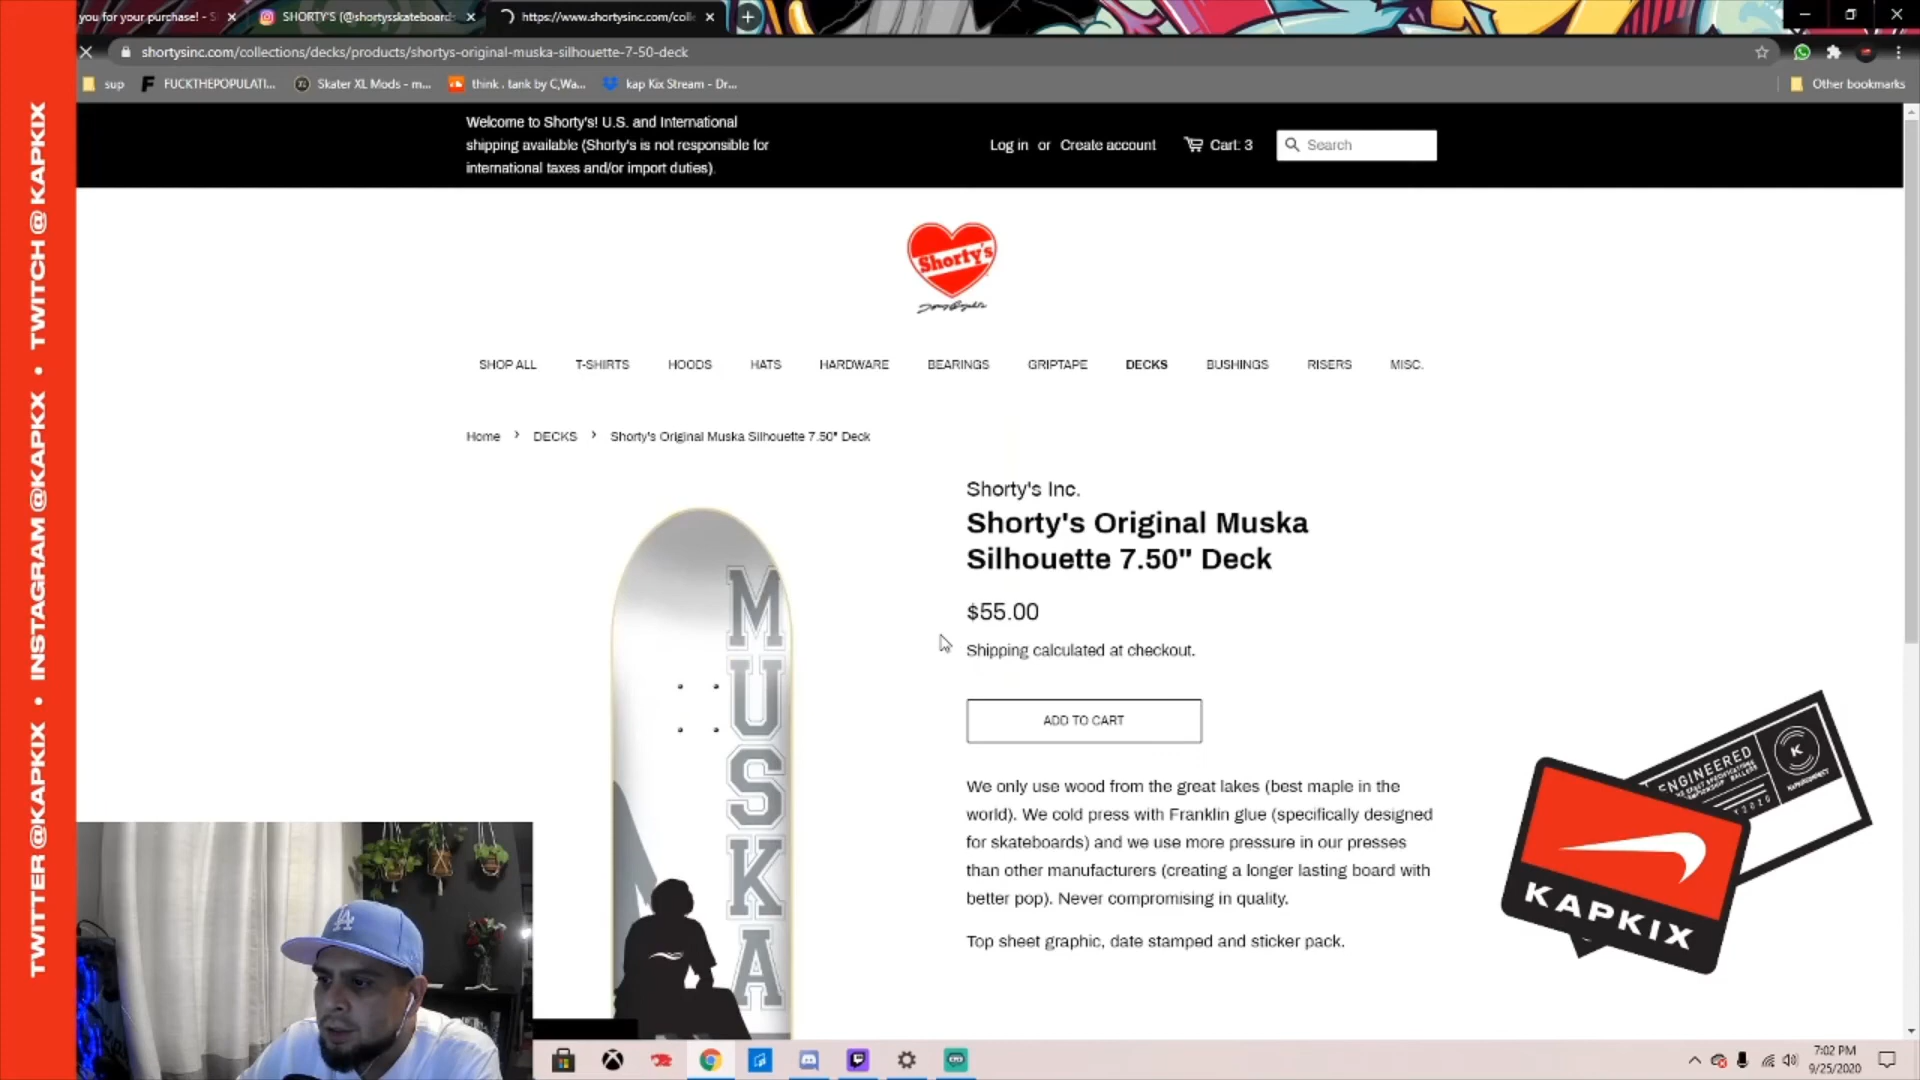 you for your purchase! - S
SHORTY'S (@shortysskateboard
https://www.shortysinc.com/coll
shortysinc.com/collections/decks/products/shortys-original-muska-silhouette-7-50-deck
sup
FUCKTHEPOPULATI...
Skater XL Mods - m...
think . tank by C,Wa...
kap Kix Stream - Dr...
Other bookmarks
Welcome to Shorty's! U.S. and International
shipping available (Shorty's is not responsible for
international taxes and/or import duties).
Log in or Create account
Cart: 3
Search
Shorty's
SHOP ALL
T-SHIRTS
HOODS
HATS
HARDWARE
BEARINGS
GRIPTAPE
DECKS
BUSHINGS
RISERS
MISC.
Home › DECKS › Shorty's Original Muska Silhouette 7.50" Deck
Shorty's Inc.
Shorty's Original Muska
Silhouette 7.50" Deck
$55.00
Shipping calculated at checkout.
ADD TO CART
We only use wood from the great lakes (best maple in the
world). We cold press with Franklin glue (specifically designed
for skateboards) and we use more pressure in our presses
than other manufacturers (creating a longer lasting board with
better pop). Never compromising in quality.
Top sheet graphic, date stamped and sticker pack.
MUSKA
TWITTER @KAPKIX • INSTAGRAM @KAPKX • TWITCH @ KAPKIX
ENGINEERED
K
KAPKIX
LA
7:02 PM
9/25/2020